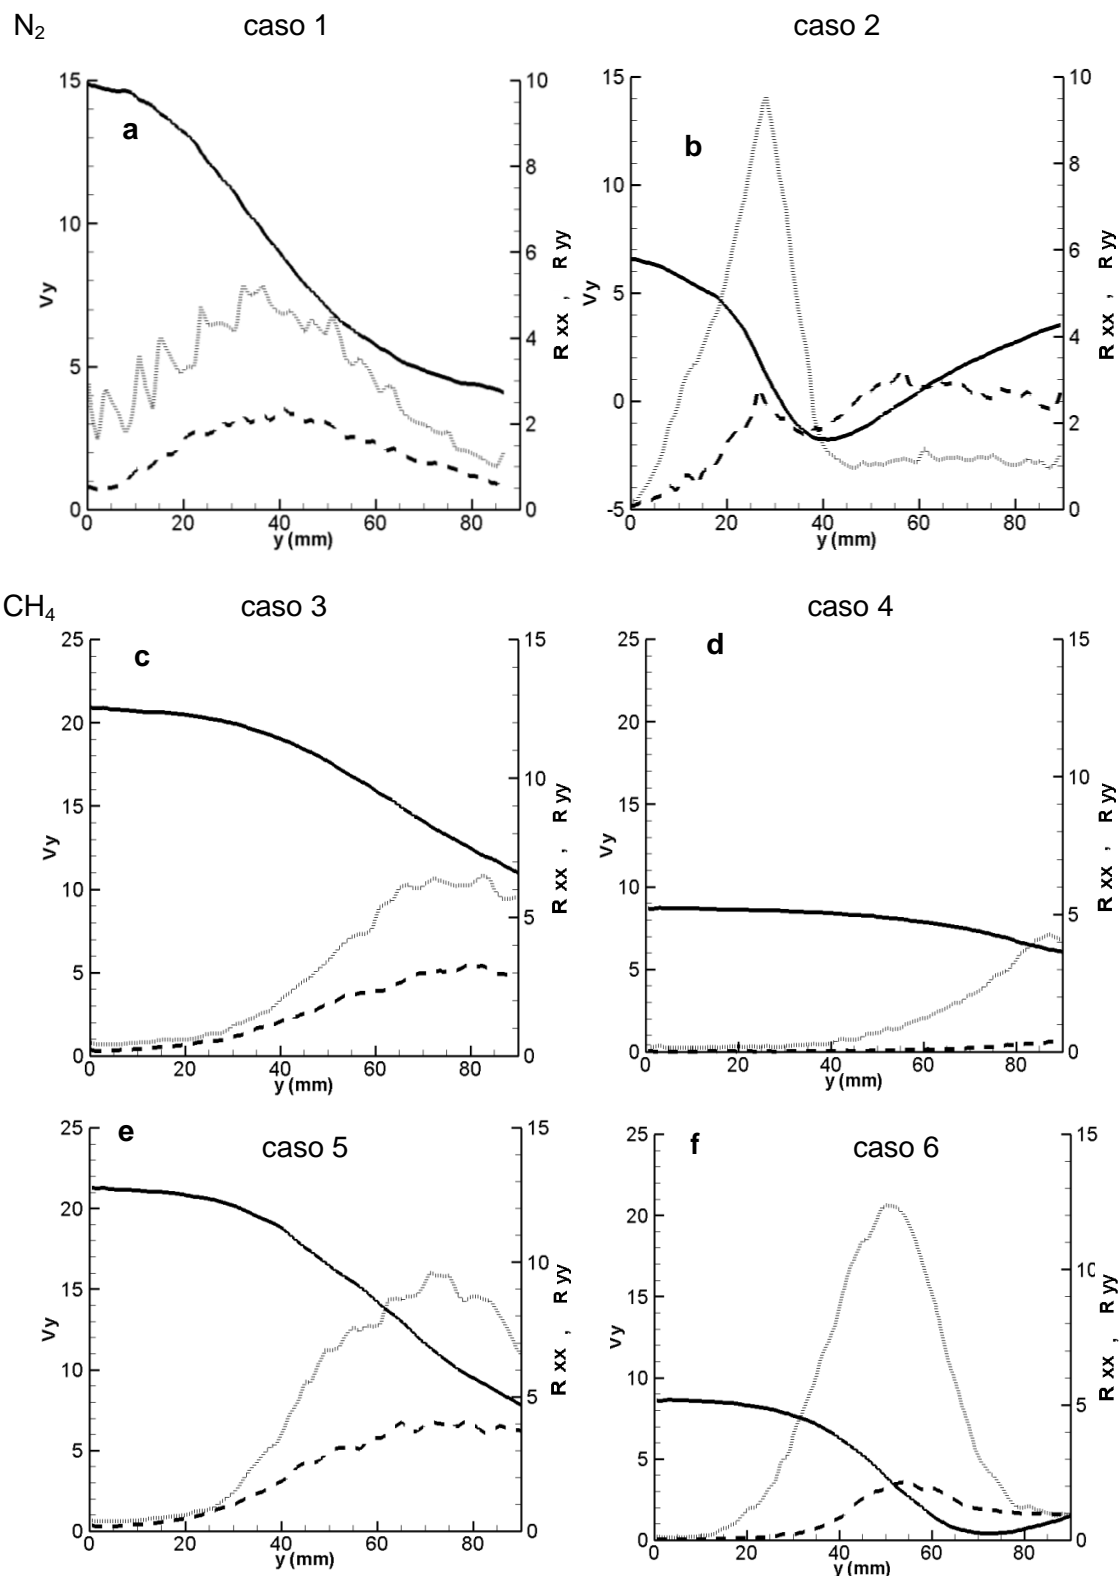 N₂ caso 1 caso 2
15 10 15 10
a b
8 10 8
10
6 5 6
Vy R xx , R yy Vy R xx , R yy
4 0 4
5
2 2
0 0 -5 0
0 20 40 60 80 0 20 40 60 80
y (mm) y (mm)
CH₄ caso 3 caso 4
25 15 25 15
c d
20 20
10 10
15 15
Vy R xx , R yy Vy R xx , R yy
10 10
5 5
5 5
0 0 0 0
0 20 40 60 80 0 20 40 60 80
y (mm) y (mm)
25 e 15 25 f 15
caso 5 caso 6
20 20
10 10
15 15
Vy R xx , R yy Vy R xx , R yy
10 10
5 5
5 5
0 0 0 0
0 20 40 60 80 0 20 40 60 80
y (mm) y (mm)